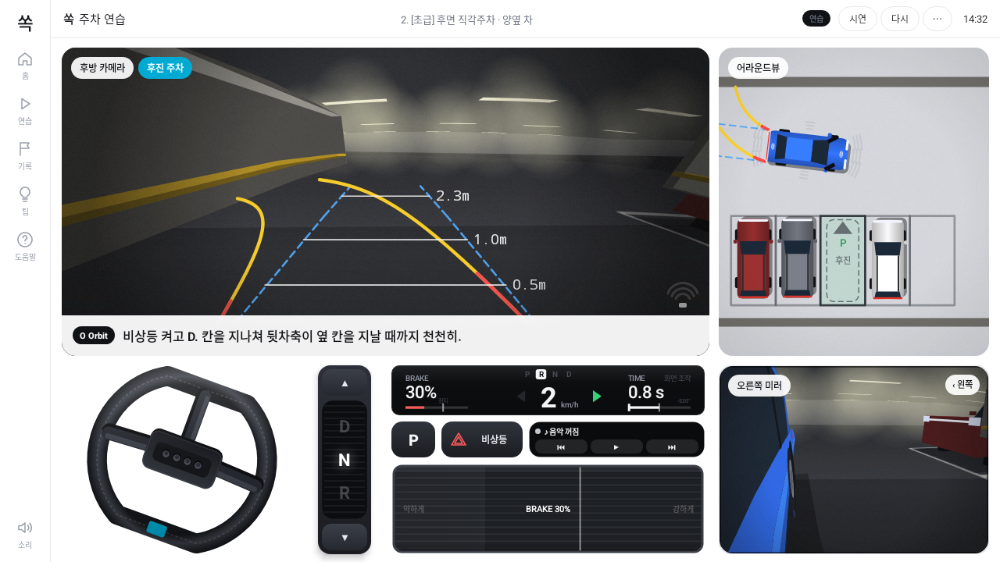 쏙
쏙 주차 연습
2. [초급] 후면 직각주차 · 양옆 자
연습
시연
다시
14:32
홈
연습
기록
팁
도움말
소리
후방 카메라
후진 주차
2.3m
1.0m
0.5m
O Orbit
비상등 켜고 D. 칸을 지나쳐 뒷차축이 옆 칸을 지날 때까지 천천히.
어라운드뷰
P
후진
D
N
R
BRAKE
30%
P R N D
2 km/h
TIME
화면 조작
0.8 s
P
비상등
♪ 음악 꺼짐
약하게
BRAKE 30%
강하게
오른쪽 미러
‹ 왼쪽